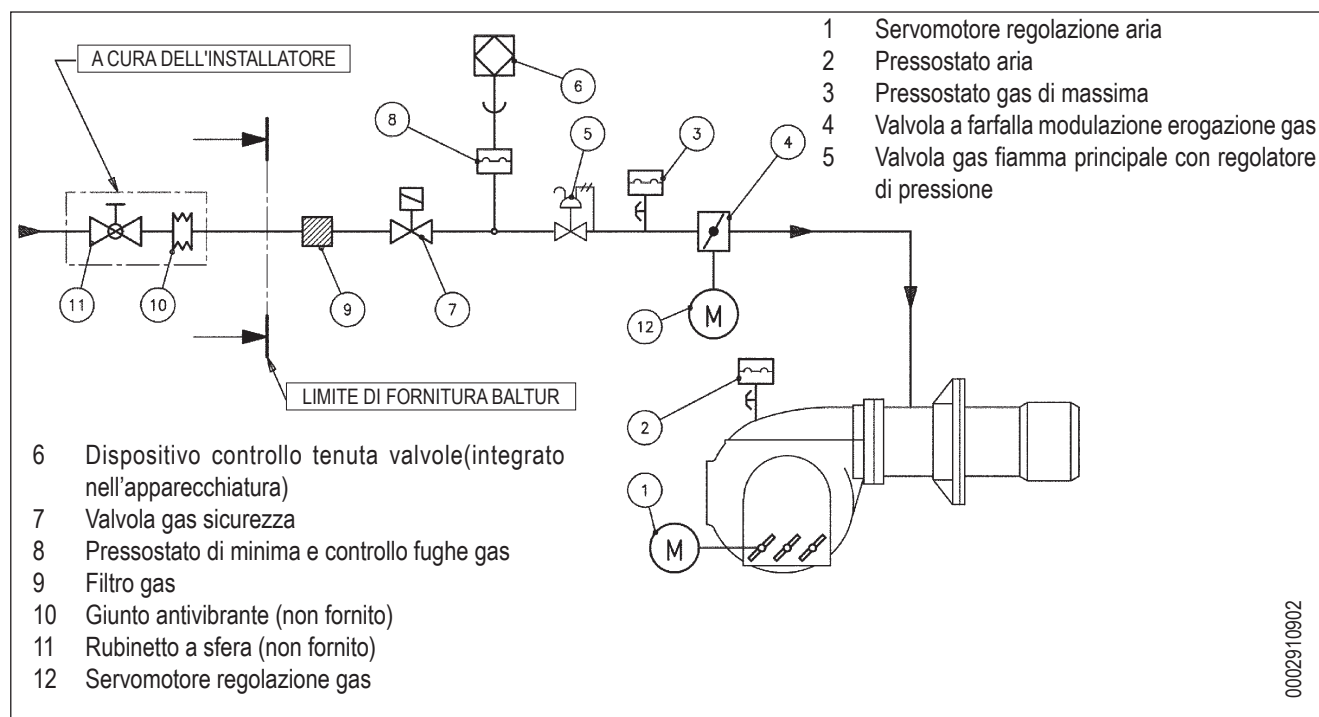 A CURA DELL'INSTALLATORE
6
8
5
3
4
11
10
9
7
12
M
LIMITE DI FORNITURA BALTUR
2
1
M
1 Servomotore regolazione aria
2 Pressostato aria
3 Pressostato gas di massima
4 Valvola a farfalla modulazione erogazione gas
5 Valvola gas fiamma principale con regolatore
di pressione
6 Dispositivo controllo tenuta valvole(integrato
nell'apparecchiatura)
7 Valvola gas sicurezza
8 Pressostato di minima e controllo fughe gas
9 Filtro gas
10 Giunto antivibrante (non fornito)
11 Rubinetto a sfera (non fornito)
12 Servomotore regolazione gas
0002910902